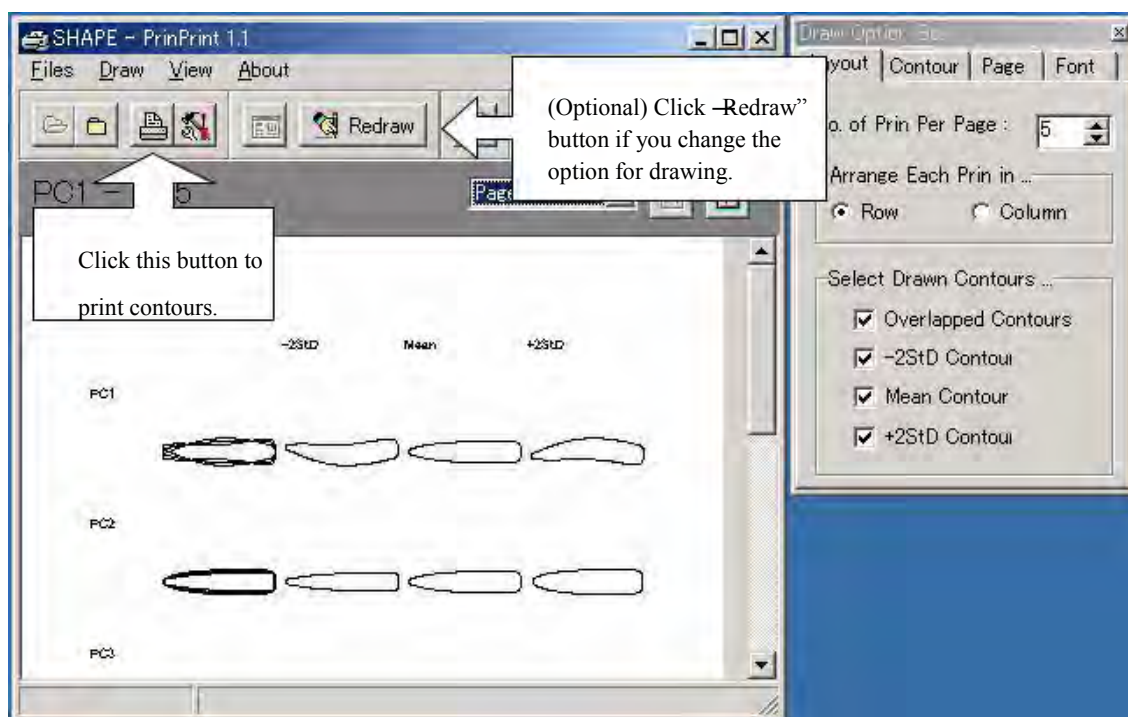 SHAPE - PrinPrint 1.1
Files Draw View About
Redraw
(Optional) Click ―Redraw”
button if you change the
option for drawing.
Click this button to
print contours.
PC1 -
5
Page
-2StD Mean +2StD
PC1
PC2
PC3
Draw Option
Layout Contour Page Font
o. of Prin Per Page : 5
Arrange Each Prin in ...
Row Column
Select Drawn Contours ...
Overlapped Contours
-2StD Contour
Mean Contour
+2StD Contour